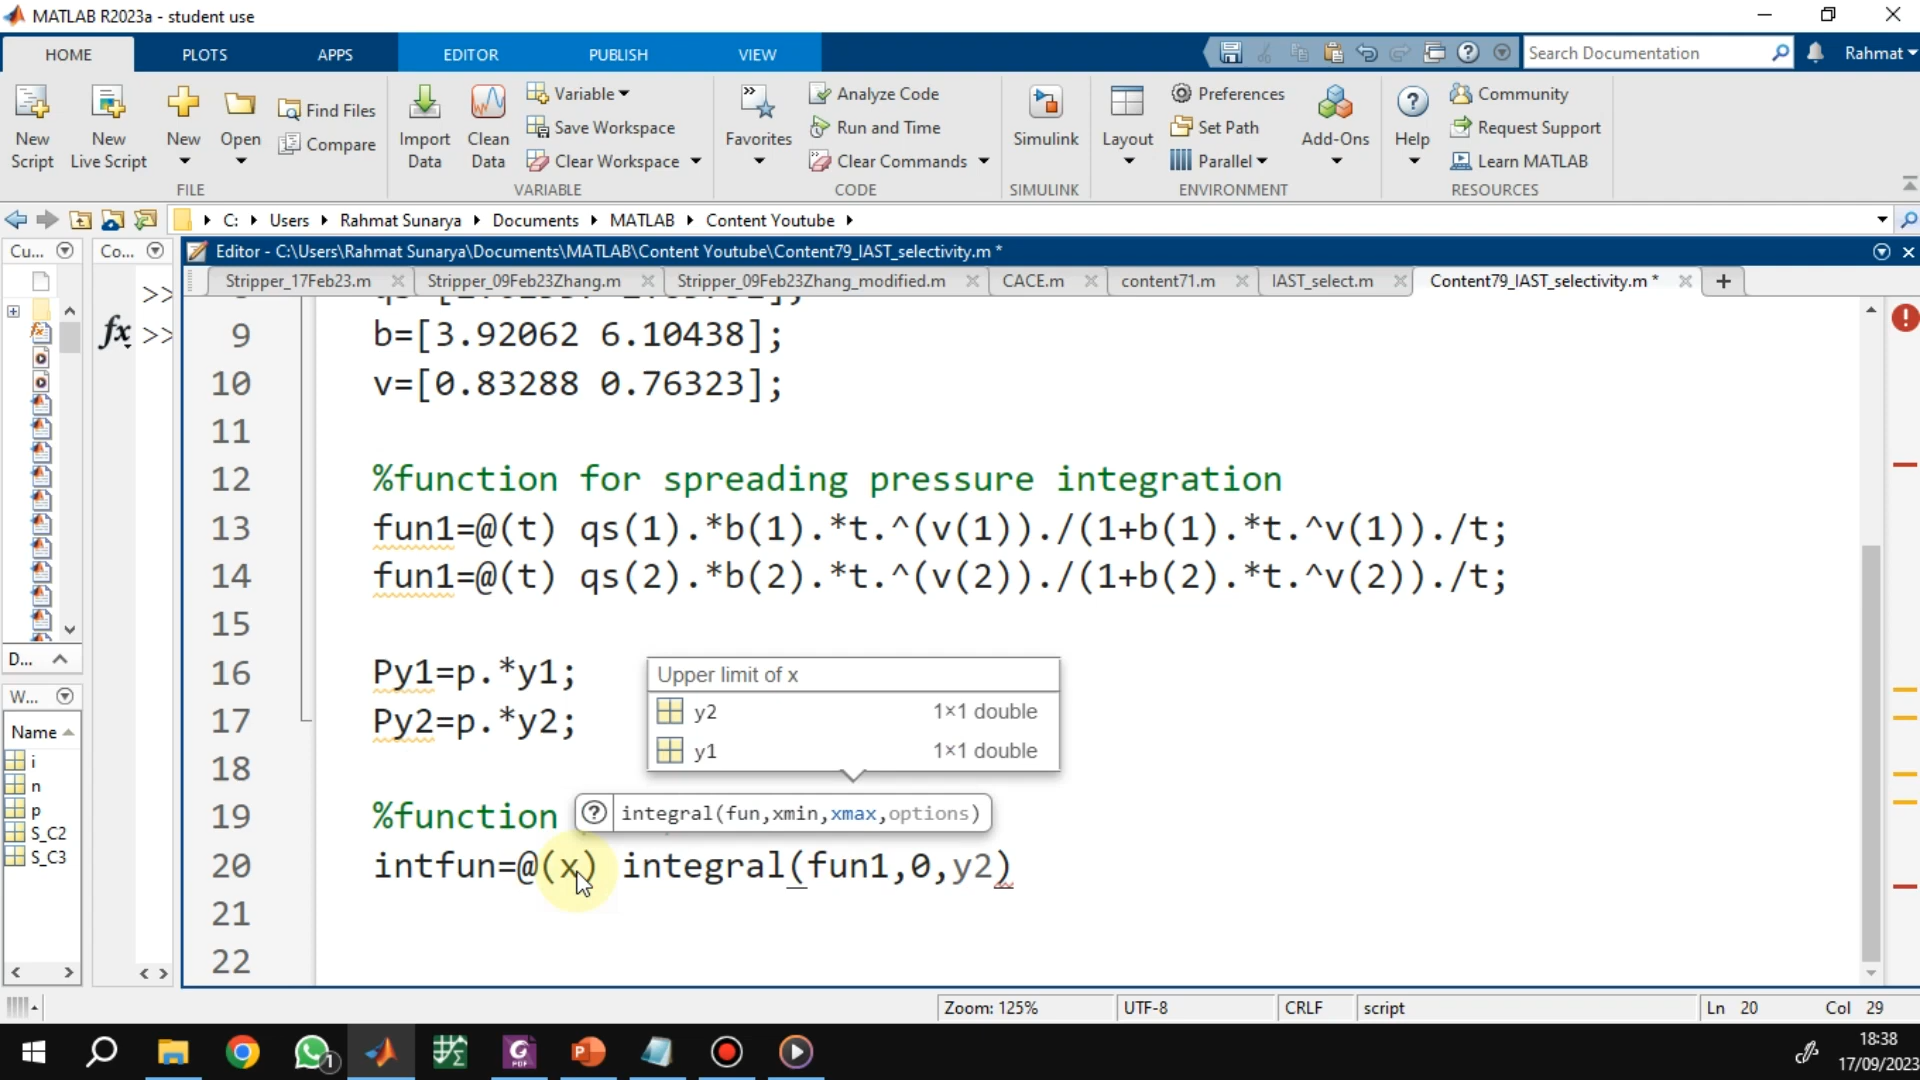 MATLAB R2023a - student use
HOME PLOTS APPS EDITOR PUBLISH VIEW Search Documentation Rahmat
New Script New Live Script New Open Find Files Compare Import Data Clean Data Variable Save Workspace Clear Workspace Favorites Analyze Code Run and Time Clear Commands Simulink Layout Preferences Set Path Parallel Add-Ons Help Community Request Support Learn MATLAB
FILE VARIABLE CODE SIMULINK ENVIRONMENT RESOURCES
C: Users Rahmat Sunarya Documents MATLAB Content Youtube
Cu... Co... Editor - C:\Users\Rahmat Sunarya\Documents\MATLAB\Content Youtube\Content79_IAST_selectivity.m *
Stripper_17Feb23.m Stripper_09Feb23Zhang.m Stripper_09Feb23Zhang_modified.m CACE.m content71.m IAST_select.m Content79_IAST_selectivity.m * +
>>
fx >>
9 b=[3.92062 6.10438];
10 v=[0.83288 0.76323];
11
12 %function for spreading pressure integration
13 fun1=@(t) qs(1).*b(1).*t.^(v(1))./(1+b(1).*t.^v(1))./t;
14 fun1=@(t) qs(2).*b(2).*t.^(v(2))./(1+b(2).*t.^v(2))./t;
15
16 Py1=p.*y1;
17 Py2=p.*y2;
18
Upper limit of x
y2 1×1 double
y1 1×1 double
19 %function
integral(fun,xmin,xmax,options)
20 intfun=@(x) integral(fun1,0,y2)
21
22
D...
W...
Name
i
n
p
S_C2
S_C3
Zoom: 125% UTF-8 CRLF script Ln 20 Col 29
1
18:38
17/09/2023